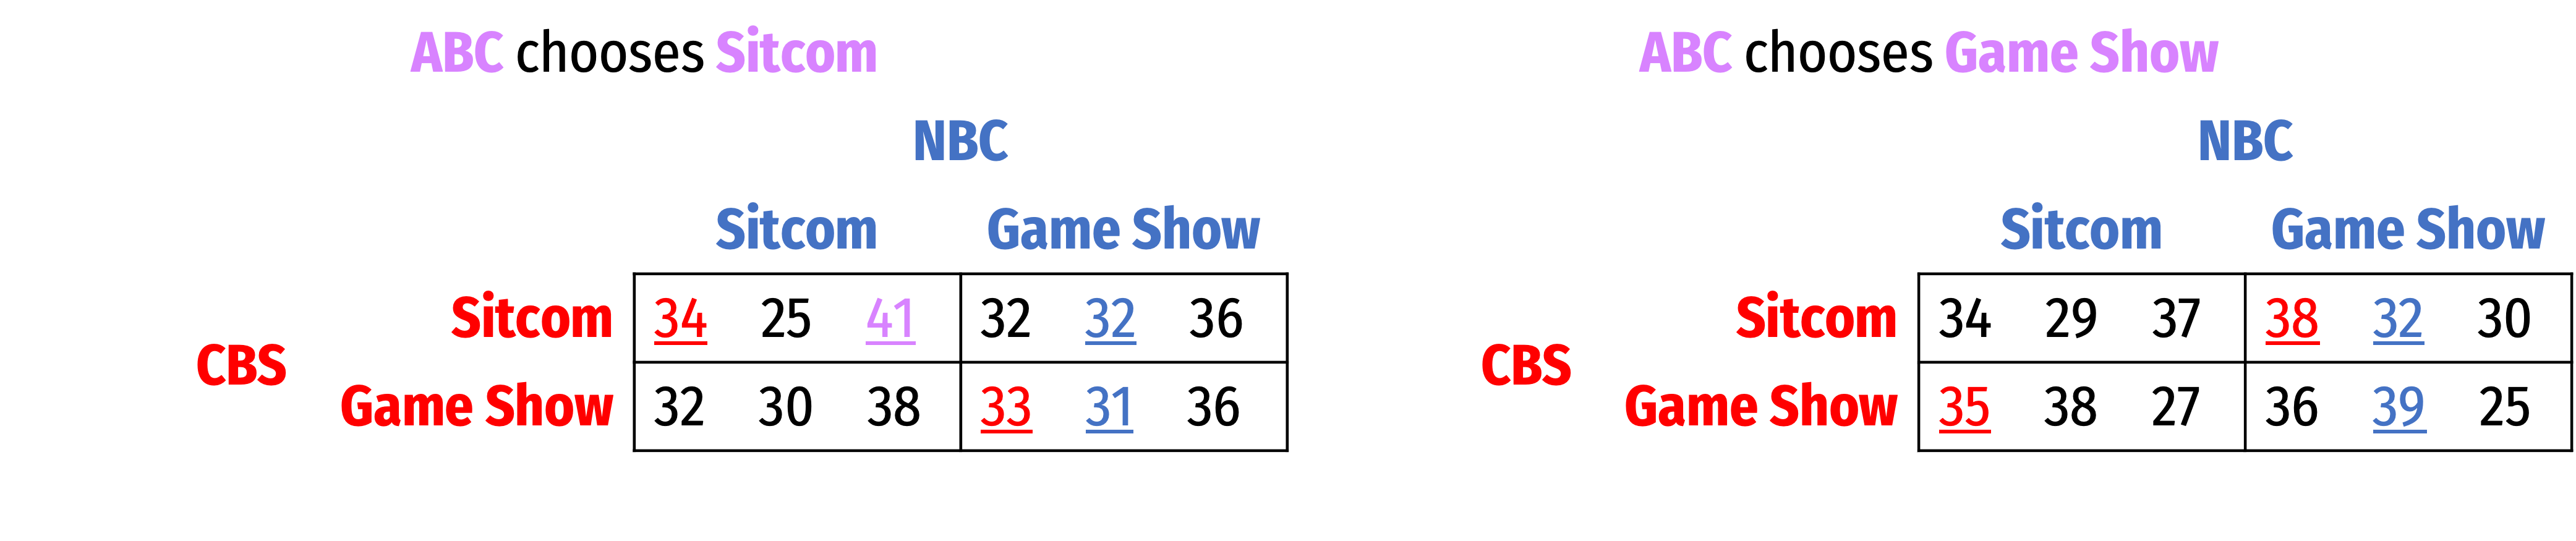 ABC chooses Sitcom
NBC
Sitcom Game Show
CBS
Sitcom 34 25 41 32 32 36
Game Show 32 30 38 33 31 36
ABC chooses Game Show
NBC
Sitcom Game Show
CBS
Sitcom 34 29 37 38 32 30
Game Show 35 38 27 36 39 25